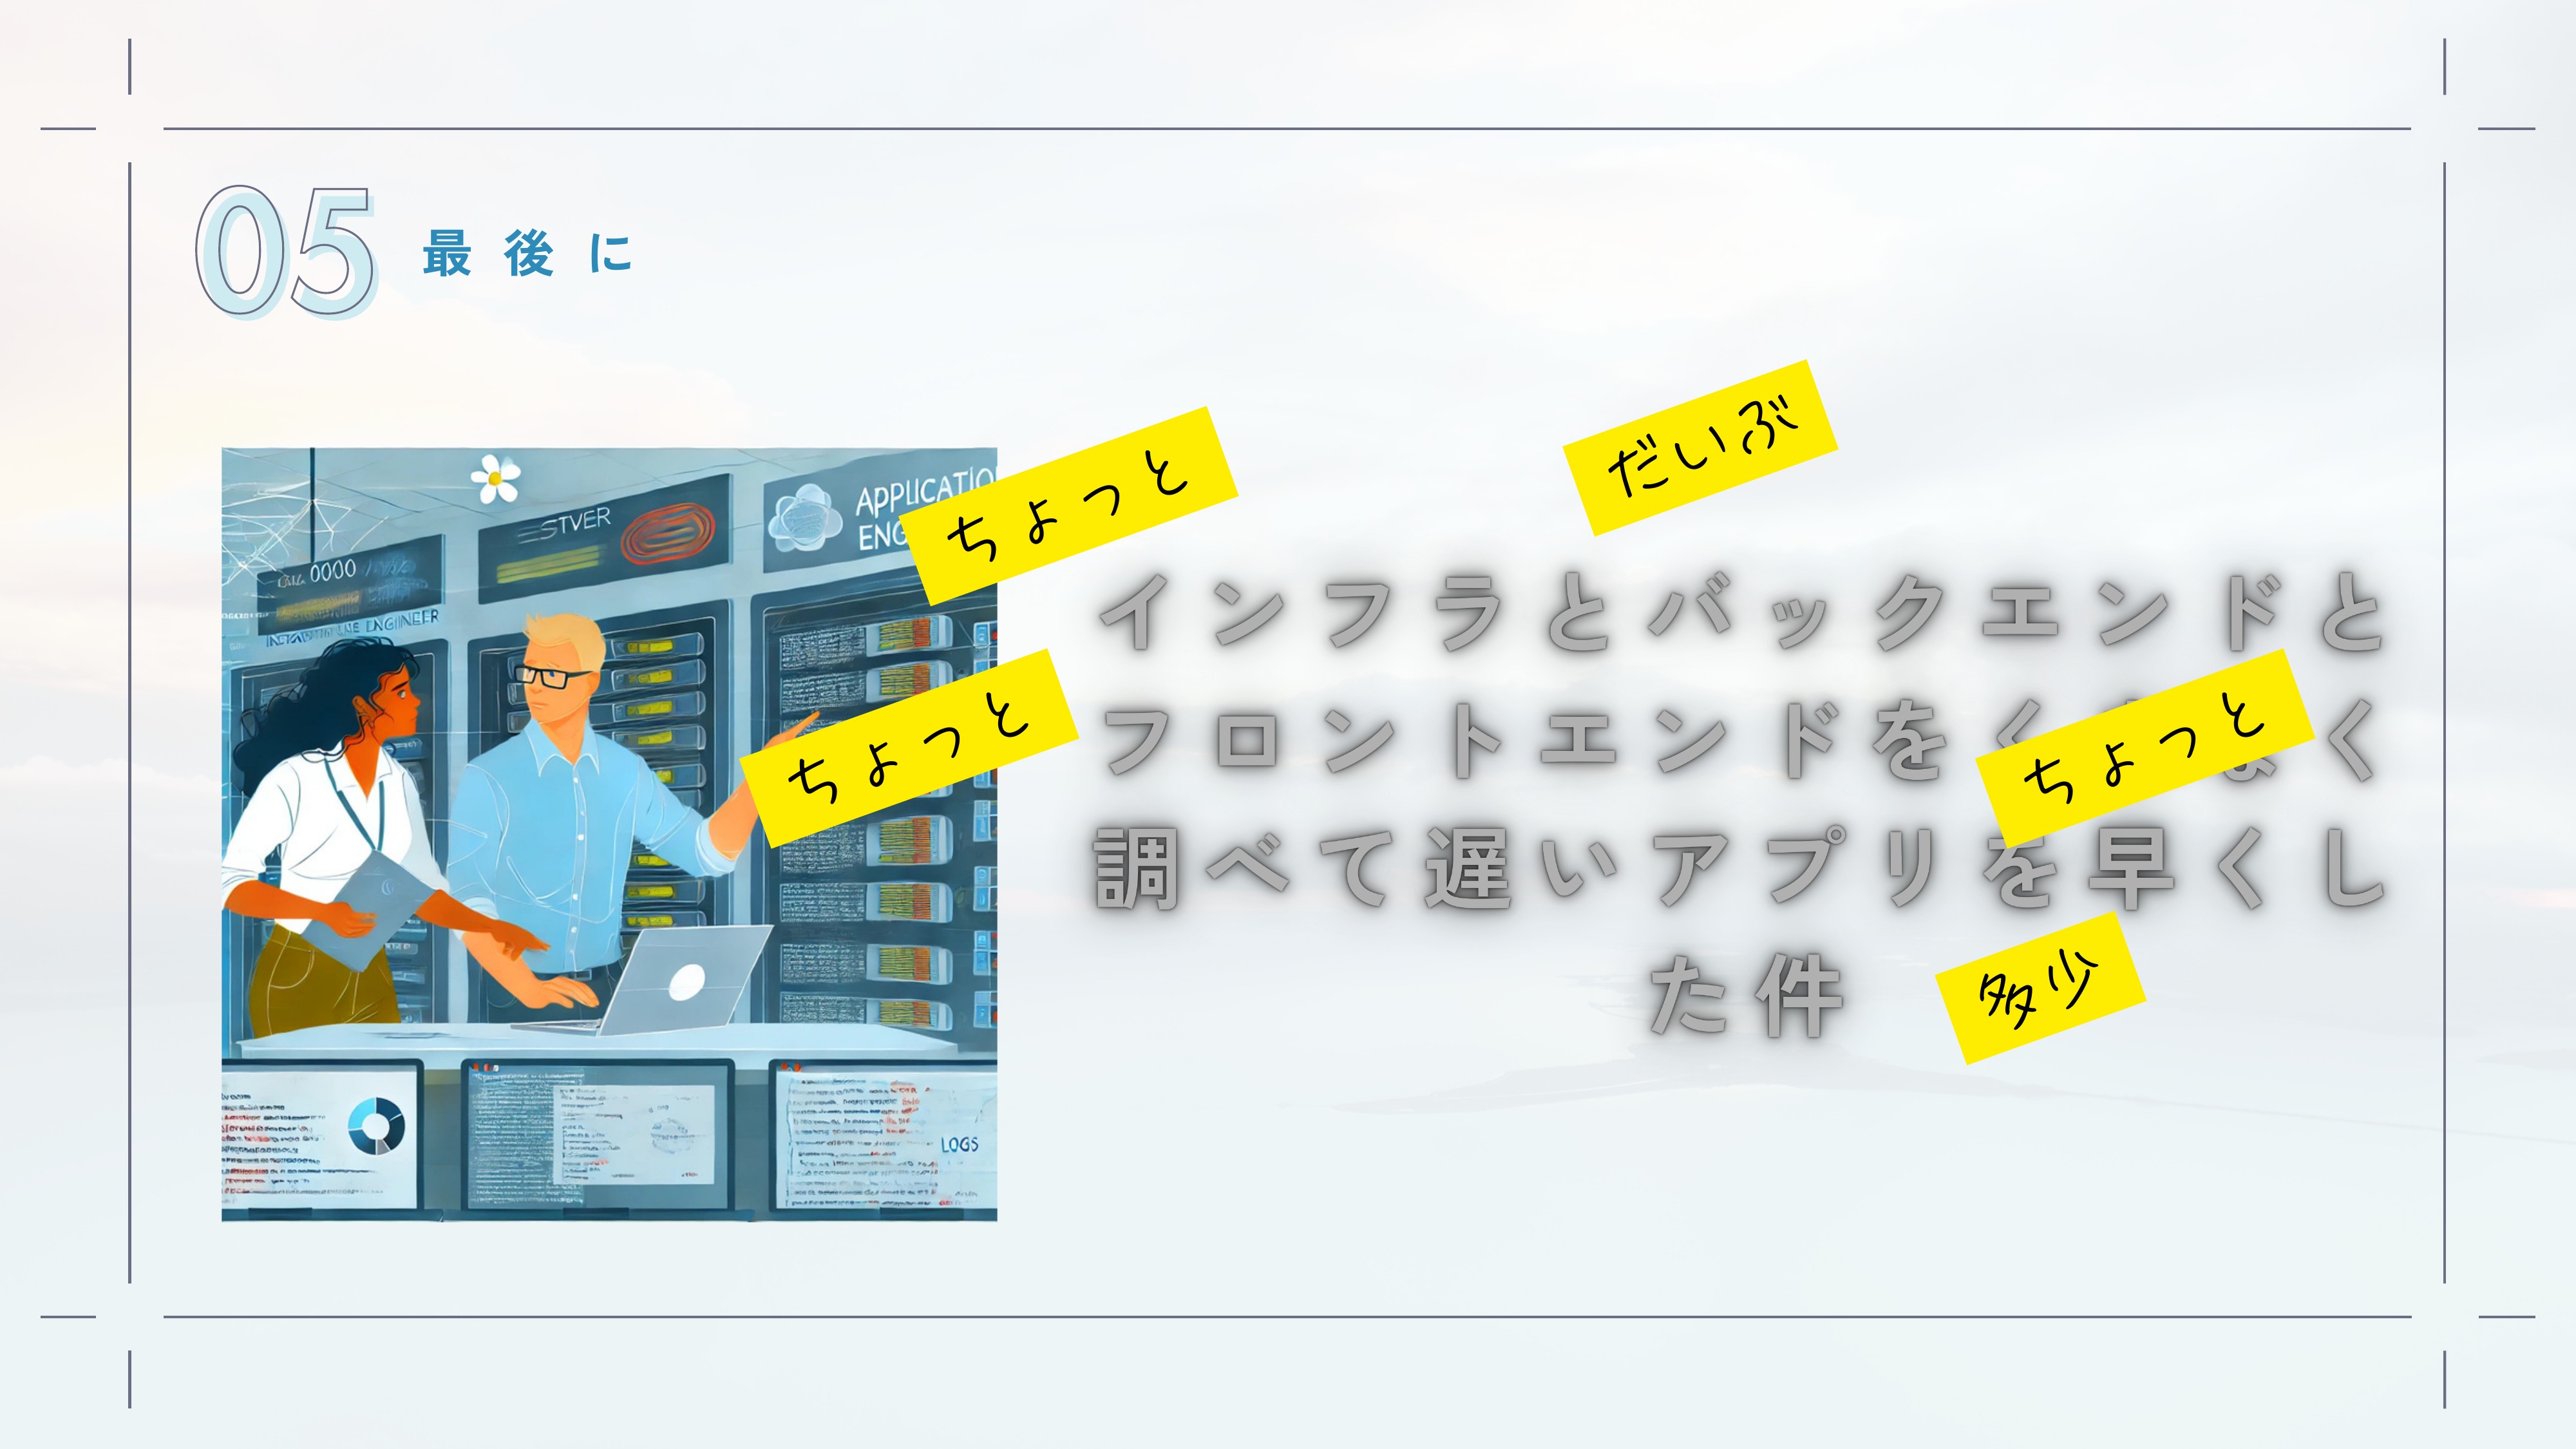 05
最後に
だいぶ
ちょっと
インフラとバックエンドと
ちょっと
フロントエンドをく
ちょっと
く
調べて遅いアプリを早くし
た件
多少
APPLICATIO
ENG
STVER
0000
ENGINEER
LOGS